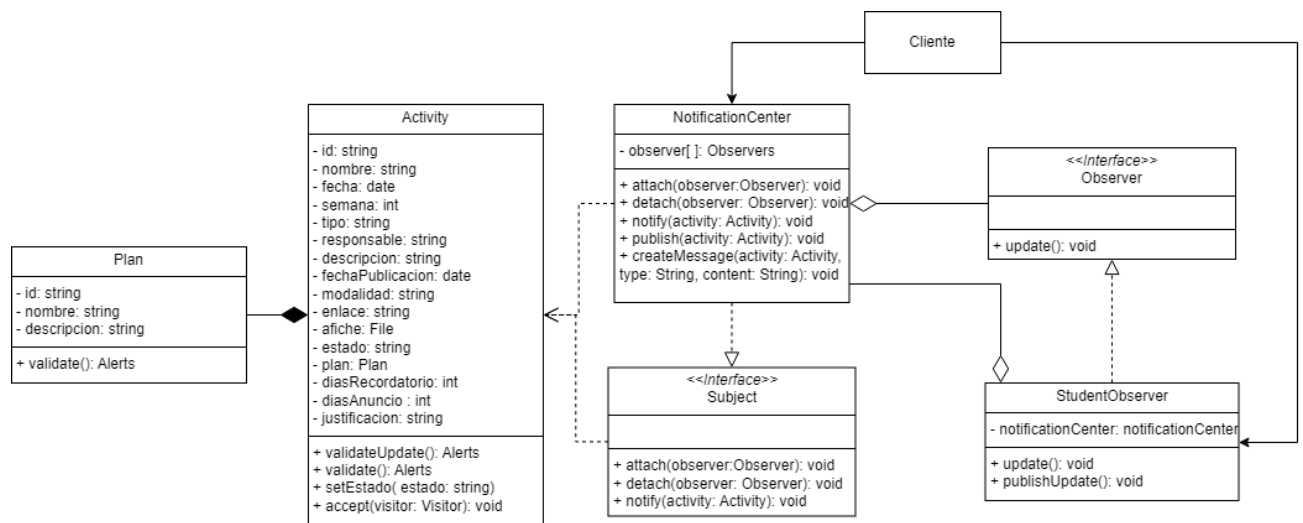 Cliente
Activity
- id: string
- nombre: string
- fecha: date
- semana: int
- tipo: string
- responsable: string
- descripcion: string
- fechaPublicacion: date
- modalidad: string
- enlace: string
- afiche: File
- estado: string
- plan: Plan
- diasRecordatorio: int
- diasAnuncio : int
- justificacion: string
+ validateUpdate(): Alerts
+ validate(): Alerts
+ setEstado( estado: string)
+ accept(visitor: Visitor): void
NotificationCenter
- observer[ ]: Observers
+ attach(observer:Observer): void
+ detach(observer: Observer): void
+ notify(activity: Activity): void
+ publish(activity: Activity): void
+ createMessage(activity: Activity,
type: String, content: String): void
<<Interface>>
Observer
+ update(): void
Plan
- id: string
- nombre: string
- descripcion: string
+ validate(): Alerts
<<Interface>>
Subject
+ attach(observer:Observer): void
+ detach(observer: Observer): void
+ notify(activity: Activity): void
StudentObserver
- notificationCenter: notificationCenter
+ update(): void
+ publishUpdate(): void